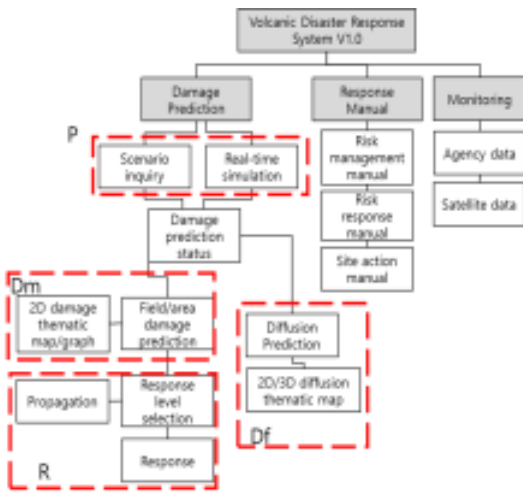 Volcanic Disaster Response
System V1.0
Damage
Prediction
Response
Manual
Monitoring
P
Scenario
inquiry
Real-time
simulation
Risk
management
manual
Agency data
Satellite data
Risk
response
manual
Damage
prediction
status
Site action
manual
Dm
2D damage
thematic
map/graph
Field/area
damage
prediction
Diffusion
Prediction
2D/3D diffusion
thematic map
Df
Propagation
Response
level
selection
Response
R